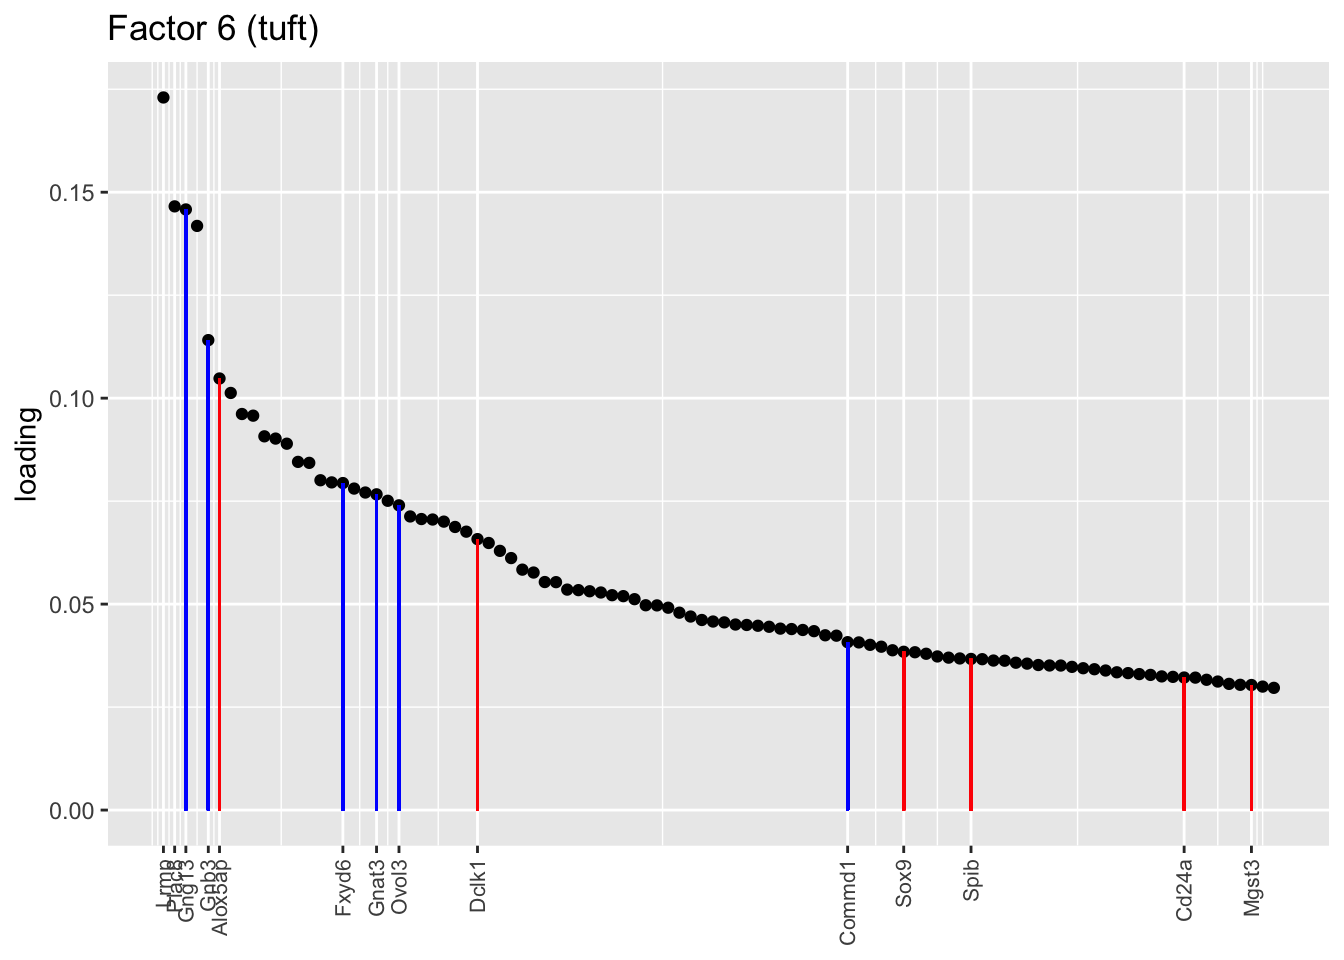 Factor 6 (tuft)
loading
0.15
0.10
0.05
0.00
Lrmp
Gng13
Gnb3
Alox5ap
Fxyd6
Gnat3
Ovol3
Dclk1
Commd1
Sox9
Spib
Cd24a
Mgst3